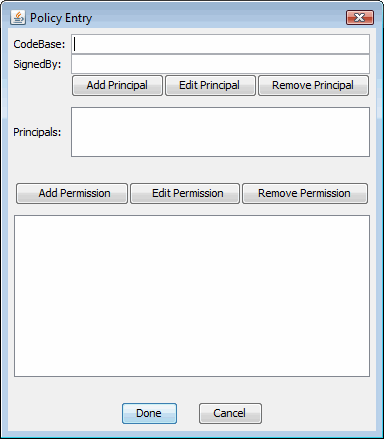 Policy Entry
CodeBase:
SignedBy:
Add Principal Edit Principal Remove Principal
Principals:
Add Permission Edit Permission Remove Permission
Done Cancel